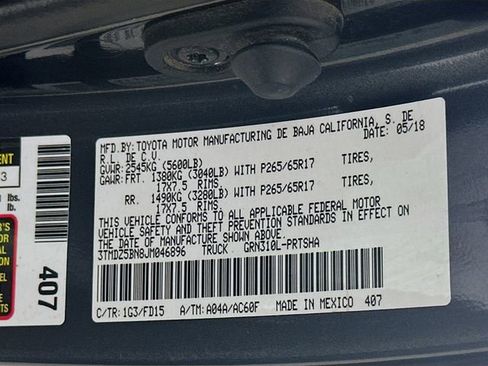 MFD.BY: TOYOTA MOTOR MANUFACTURING DE BAJA CALIFORNIA, S. DE
R.L. DE C.V. DATE: 05/18
GVWR: 2545KG (5600LB)
GAWR: FRT. 1380KG (3040LB) WITH P265/65R17 TIRES,
17X7.5 RIMS,
RR. 1490KG (3280LB) WITH P265/65R17 TIRES,
17X7.5 RIMS.
THIS VEHICLE CONFORMS TO ALL APPLICABLE FEDERAL MOTOR
VEHICLE SAFETY AND THEFT PREVENTION STANDARDS IN EFFECT ON
THE DATE OF MANUFACTURE SHOWN ABOVE.
3TMDZ5BN8JM046896 TRUCK GRN310L-PRTSHA
C/TR: 1G3/FD15 A/TM: A04A/AC60F MADE IN MEXICO 407
lbs.
lb.
407